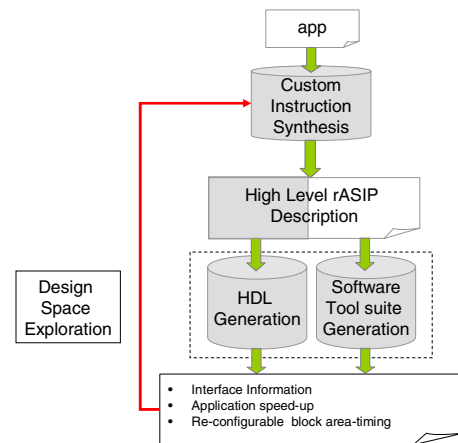 app
Custom
Instruction
Synthesis
High Level rASIP
Description
Design
Space
Exploration
HDL
Generation
Software
Tool suite
Generation
• Interface Information
• Application speed-up
• Re-configurable block area-timing